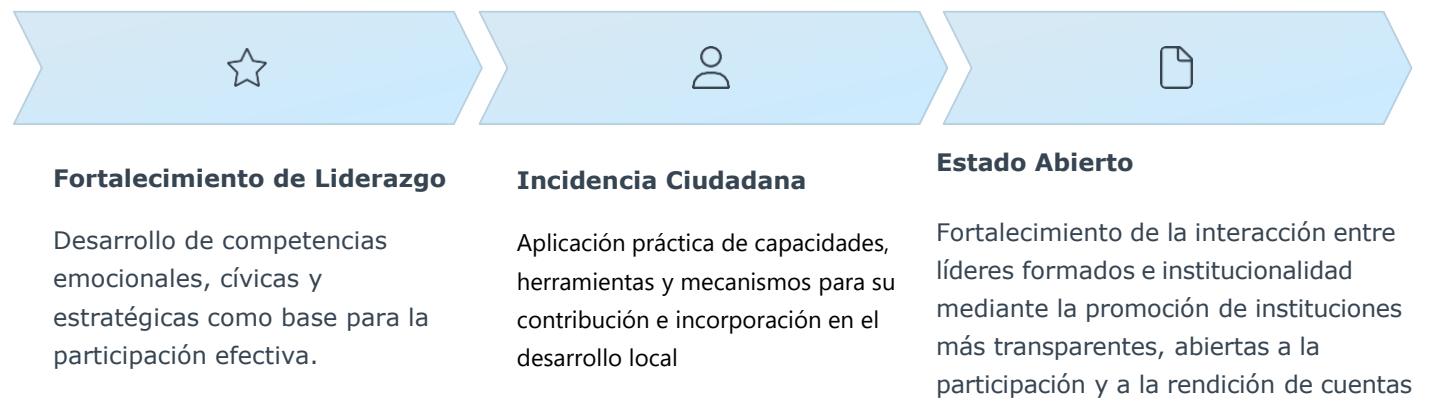 Fortalecimiento de Liderazgo
Desarrollo de competencias
emocionales, cívicas y
estratégicas como base para la
participación efectiva.
Incidencia Ciudadana
Aplicación práctica de capacidades,
herramientas y mecanismos para su
contribución e incorporación en el
desarrollo local
Estado Abierto
Fortalecimiento de la interacción entre
líderes formados e institucionalidad
mediante la promoción de instituciones
más transparentes, abiertas a la
participación y a la rendición de cuentas